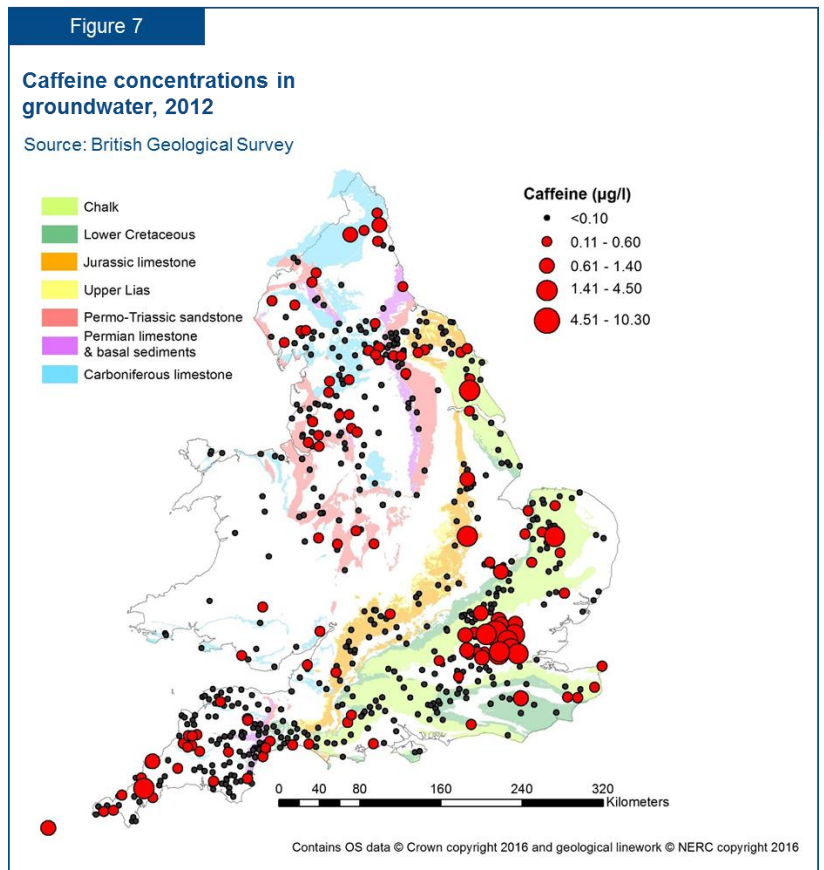 Figure 7
Caffeine concentrations in
groundwater, 2012
Source: British Geological Survey
Chalk
Lower Cretaceous
Jurassic limestone
Upper Lias
Permo-Triassic sandstone
Permian limestone
& basal sediments
Carboniferous limestone
Caffeine (µg/l)
<0.10
0.11 - 0.60
0.61 - 1.40
1.41 - 4.50
4.51 - 10.30
0 40 80 160 240 320
Kilometers
Contains OS data © Crown copyright 2016 and geological linework © NERC copyright 2016